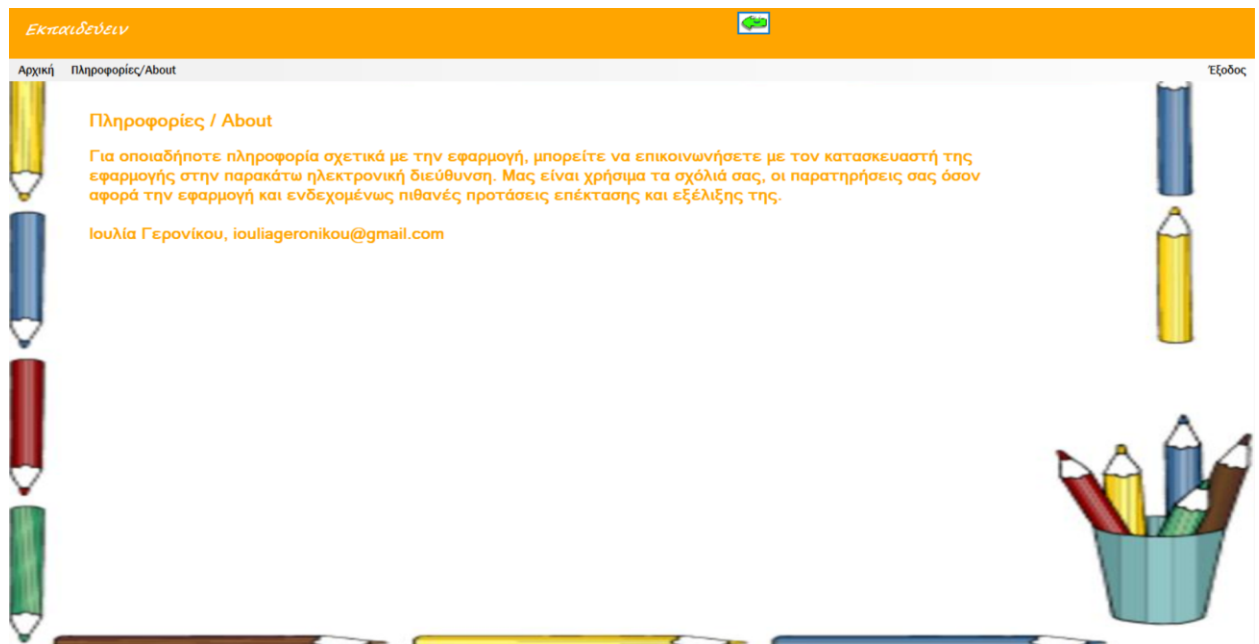 Εκπαιδεύειν
Αρχική Πληροφορίες/About Έξοδος
Πληροφορίες / About
Για οποιαδήποτε πληροφορία σχετικά με την εφαρμογή, μπορείτε να επικοινωνήσετε με τον κατασκευαστή της
εφαρμογής στην παρακάτω ηλεκτρονική διεύθυνση. Μας είναι χρήσιμα τα σχόλιά σας, οι παρατηρήσεις σας όσον
αφορά την εφαρμογή και ενδεχομένως πιθανές προτάσεις επέκτασης και εξέλιξης της.
Ιουλία Γερονίκου, iouliageronikou@gmail.com